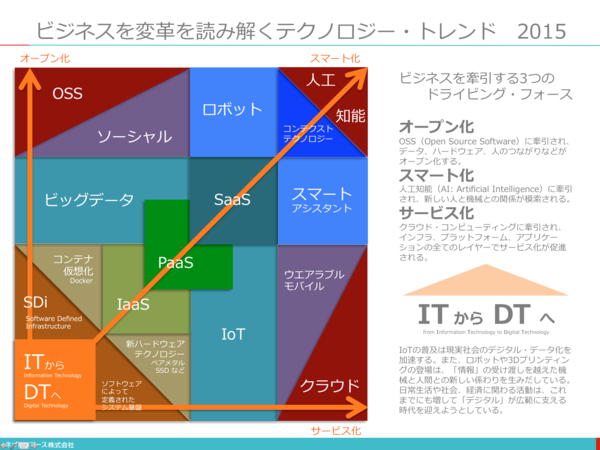 ビジネスを変革を読み解くテクノロジー・トレンド　2015
オープン化
スマート化
OSS
ソーシャル
ロボット
人工
知能
コンテクスト
テクノロジー
ビッグデータ
SaaS
スマート
アシスタント
PaaS
コンテナ
仮想化
Docker
IaaS
SDi
Software Defined
Infrastructure
新ハードウェア
テクノロジー
ベアメタル
SSD など
IoT
ウエアラブル
モバイル
クラウド
ITから
Information Technology
DTへ
Digital Technology
ソフトウェア
によって
定義された
システム基盤
サービス化
ビジネスを牽引する3つの
ドライビング・フォース
オープン化
OSS（Open Source Software）に牽引され、
データ、ハードウェア、人のつながりなどが
オープン化する。
スマート化
人工知能（AI: Artificial Intelligence）に牽引
され、新しい人と機械との関係が模索される。
サービス化
クラウド・コンピューティングに牽引され、
インフラ、プラットフォーム、アプリケー
ションの全てのレイヤーでサービス化が促進
される。
IT から DT へ
from Information Technology to Digital Technology
IoTの普及は現実社会のデジタル・データ化を
加速する。また、ロボットや3Dプリンティング
の登場は、「情報」の受け渡しを越えた機
械と人間との新しい係わりを生みだしている。
日常生活や社会、経済に関わる活動は、これ
までにも増して「デジタル」が広範に支える
時代を迎えようとしている。
株式会社